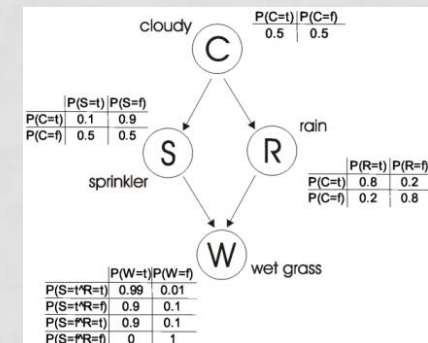 cloudy
C
P(C=t) P(C=f)
0.5 0.5
P(S=t) P(S=f)
P(C=t) 0.1 0.9
P(C=f) 0.5 0.5
S
sprinkler
R
rain
P(R=t) P(R=f)
P(C=t) 0.8 0.2
P(C=f) 0.2 0.8
W
wet grass
P(W=t) P(W=f)
P(S=t^R=t) 0.99 0.01
P(S=t^R=f) 0.9 0.1
P(S=f^R=t) 0.9 0.1
P(S=f^R=f) 0 1